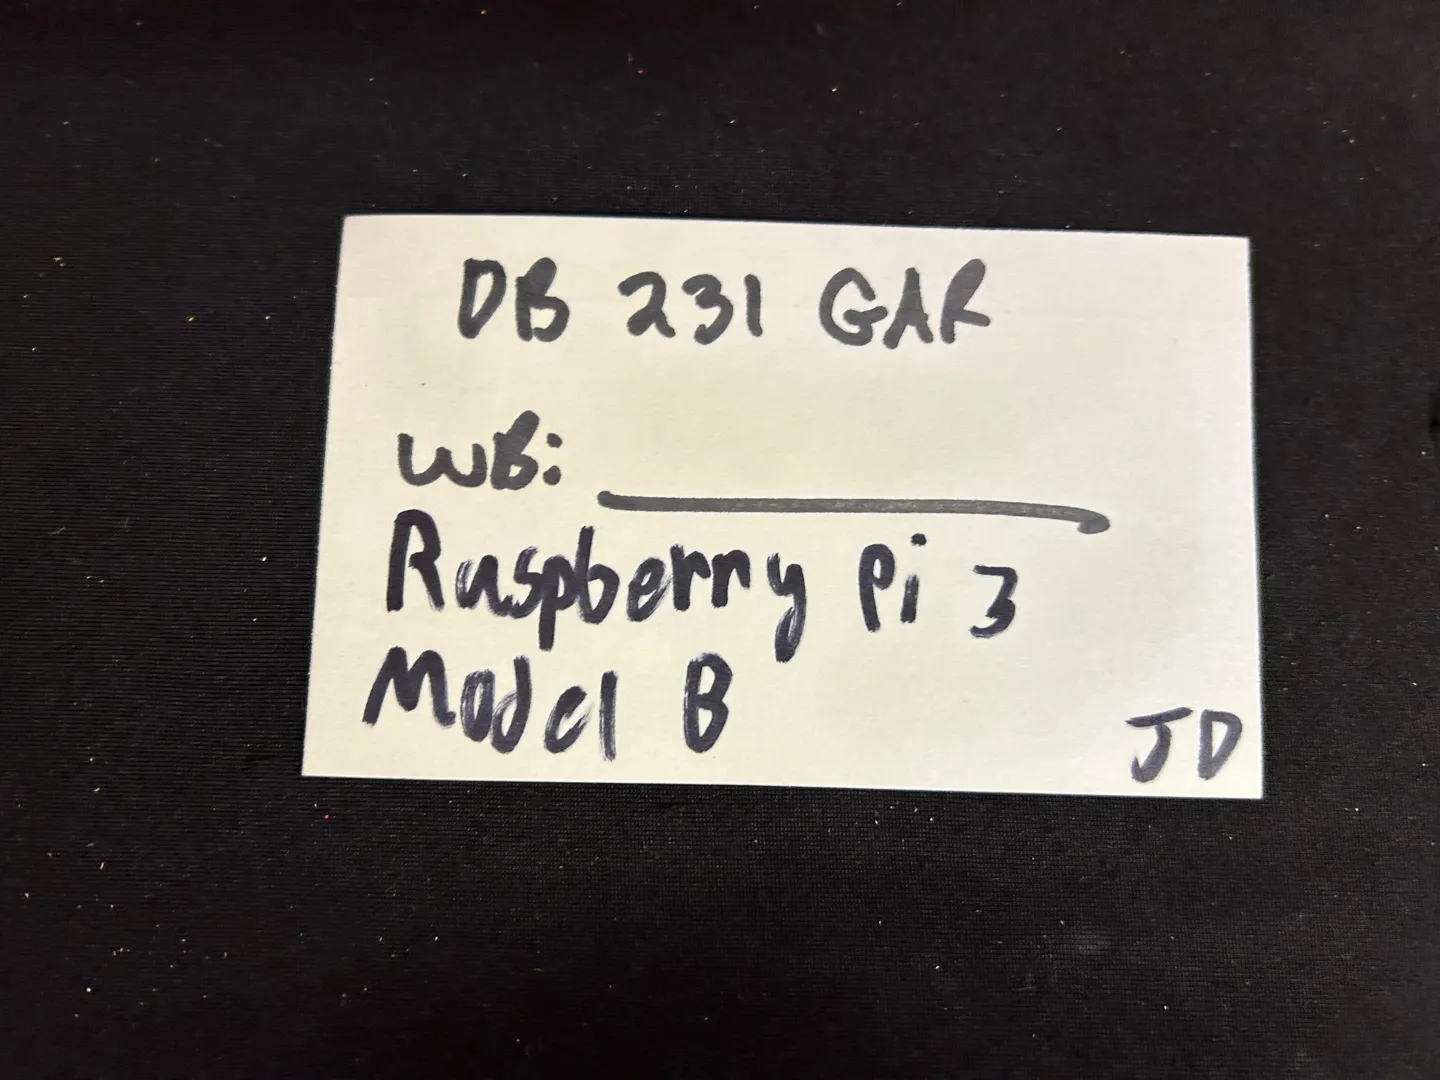 DB 231 GAR
WB:
Raspberry Pi 3
Model B
JD